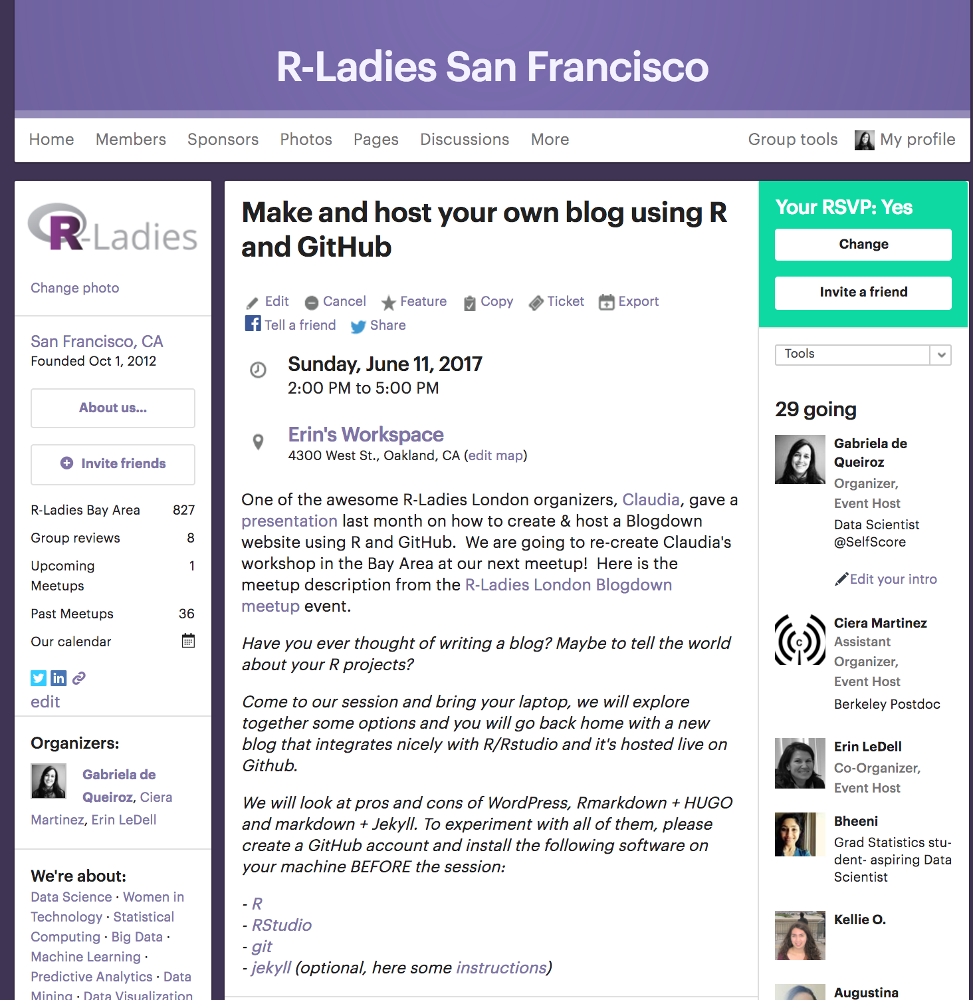 R-Ladies San Francisco
Home Members Sponsors Photos Pages Discussions More Group tools My profile
R-Ladies
Change photo
San Francisco, CA
Founded Oct 1, 2012
About us...
Invite friends
R-Ladies Bay Area 827
Group reviews 8
Upcoming 1
Meetups
Past Meetups 36
Our calendar
in
edit
Organizers:
Gabriela de
Queiroz, Ciera
Martinez, Erin LeDell
We're about:
Data Science · Women in
Technology · Statistical
Computing · Big Data ·
Machine Learning ·
Predictive Analytics · Data
Mining · Data Visualization
Make and host your own blog using R
and GitHub
Edit Cancel Feature Copy Ticket Export
f Tell a friend Share
Sunday, June 11, 2017
2:00 PM to 5:00 PM
Erin's Workspace
4300 West St., Oakland, CA (edit map)
One of the awesome R-Ladies London organizers, Claudia, gave a
presentation last month on how to create & host a Blogdown
website using R and GitHub. We are going to re-create Claudia's
workshop in the Bay Area at our next meetup! Here is the
meetup description from the R-Ladies London Blogdown
meetup event.
Have you ever thought of writing a blog? Maybe to tell the world
about your R projects?
Come to our session and bring your laptop, we will explore
together some options and you will go back home with a new
blog that integrates nicely with R/Rstudio and it's hosted live on
Github.
We will look at pros and cons of WordPress, Rmarkdown + HUGO
and markdown + Jekyll. To experiment with all of them, please
create a GitHub account and install the following software on
your machine BEFORE the session:
- R
- RStudio
- git
- jekyll (optional, here some instructions)
Your RSVP: Yes
Change
Invite a friend
Tools
29 going
Gabriela de
Queiroz
Organizer,
Event Host
Data Scientist
@SelfScore
Edit your intro
C
Ciera Martinez
Assistant
Organizer,
Event Host
Berkeley Postdoc
Erin LeDell
Co-Organizer,
Event Host
Bheeni
Grad Statistics stu-
dent- aspiring Data
Scientist
Kellie O.
Augustina